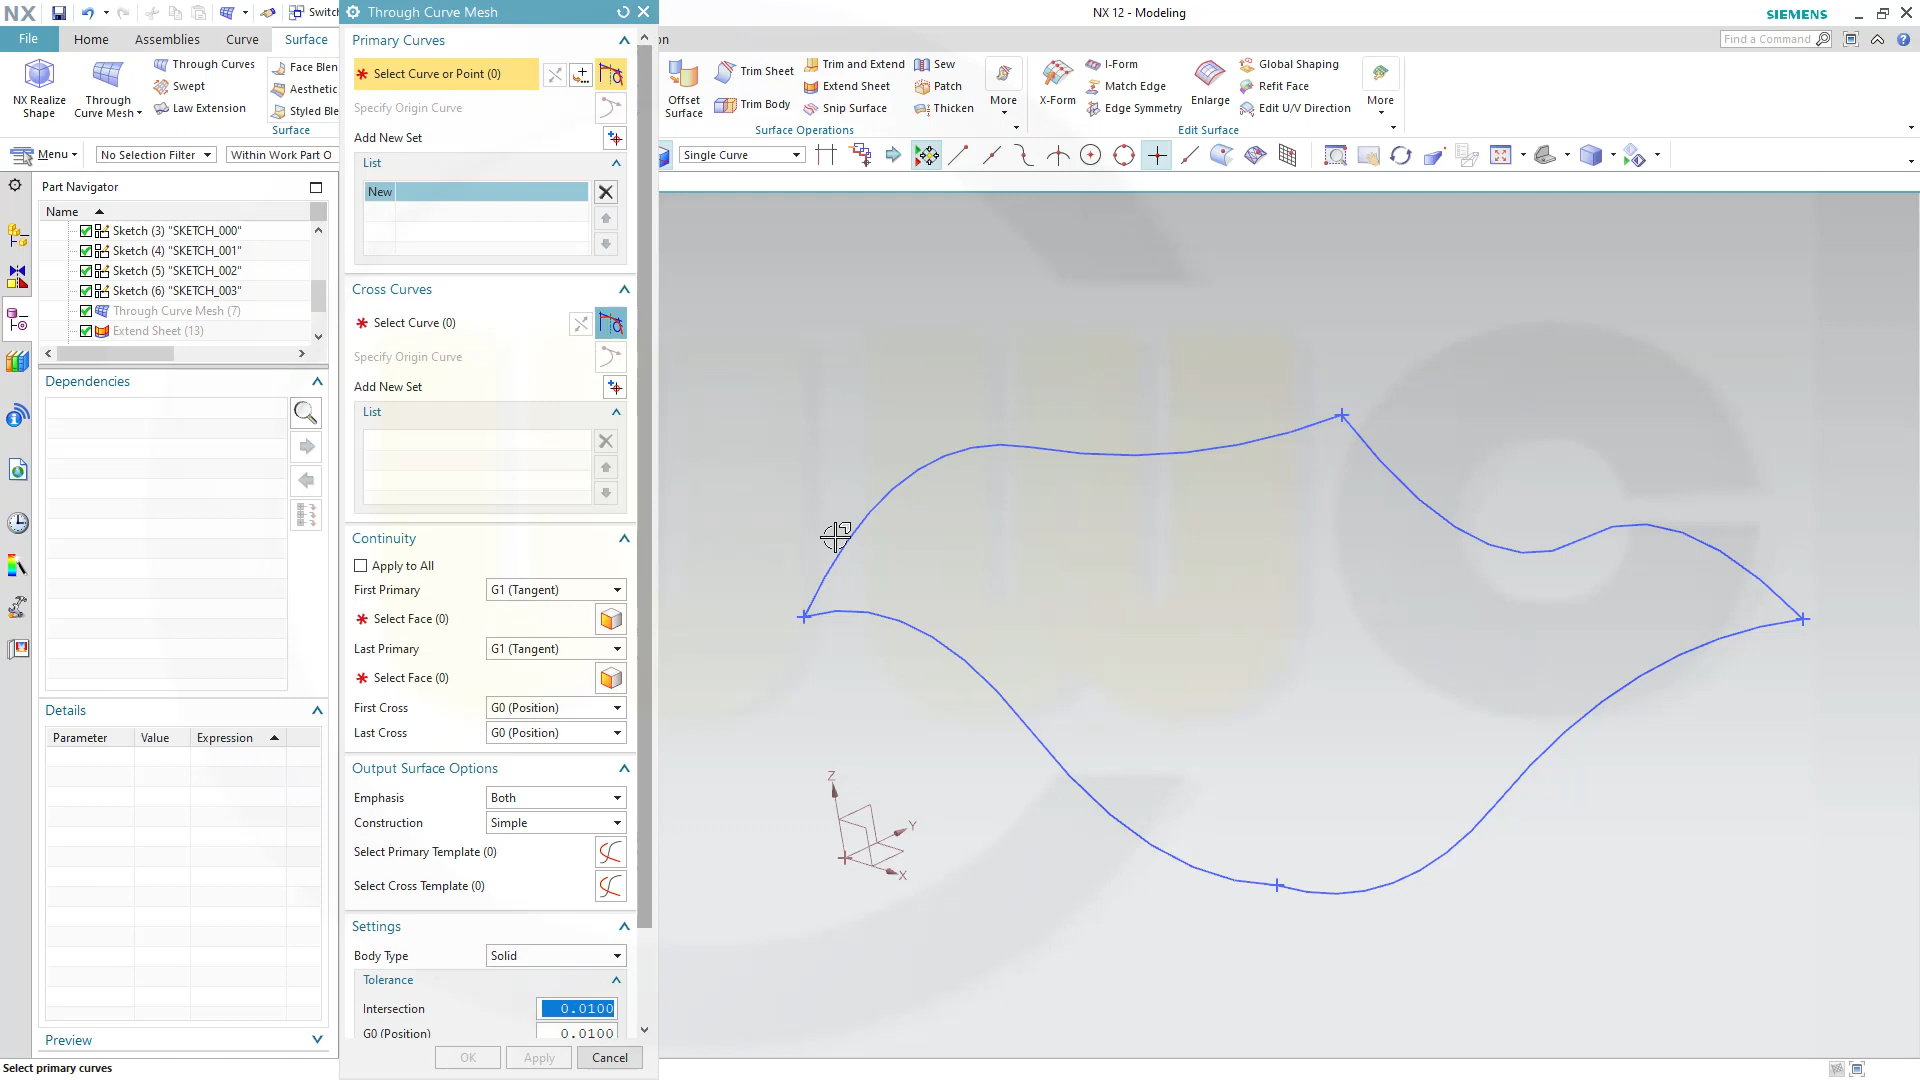 NX
Switch
Through Curve Mesh
NX 12 - Modeling
SIEMENS
File
Home
Assemblies
Curve
Surface
on
Find a Command
NX Realize Shape
Through Curve Mesh
Through Curves
Swept
Law Extension
Face Blen
Aesthetic
Styled Ble
Surface
Offset Surface
Trim Sheet
Trim Body
Trim and Extend
Extend Sheet
Snip Surface
Sew
Patch
Thicken
More
Surface Operations
X-Form
I-Form
Match Edge
Edge Symmetry
Enlarge
Global Shaping
Refit Face
Edit U/V Direction
More
Edit Surface
Menu
No Selection Filter
Within Work Part O
Single Curve
Part Navigator
Name
Sketch (3) "SKETCH_000"
Sketch (4) "SKETCH_001"
Sketch (5) "SKETCH_002"
Sketch (6) "SKETCH_003"
Through Curve Mesh (7)
Extend Sheet (13)
Dependencies
Details
Parameter
Value
Expression
Preview
Primary Curves
* Select Curve or Point (0)
Specify Origin Curve
Add New Set
List
New
Cross Curves
* Select Curve (0)
Specify Origin Curve
Add New Set
List
Continuity
Apply to All
First Primary
G1 (Tangent)
* Select Face (0)
Last Primary
G1 (Tangent)
* Select Face (0)
First Cross
G0 (Position)
Last Cross
G0 (Position)
Output Surface Options
Emphasis
Both
Construction
Simple
Select Primary Template (0)
Select Cross Template (0)
Settings
Body Type
Solid
Tolerance
Intersection
0.0100
G0 (Position)
0.0100
OK
Apply
Cancel
Z
Y
X
Select primary curves